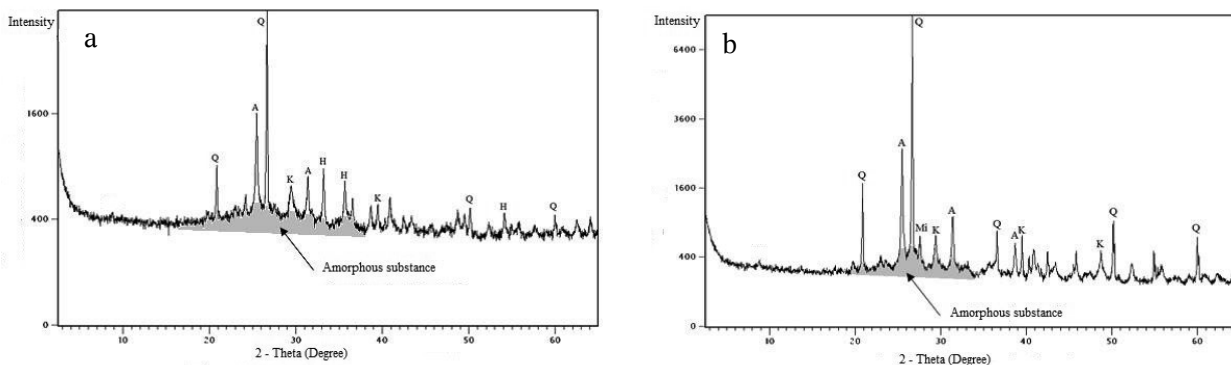 Intensity
a
Q
1600
A
Q
H
A
K
H
K
400
Q
H
Q
Amorphous substance
0
10
20
30
40
50
60
2 - Theta (Degree)
Intensity
b
Q
6400
3600
A
1600
Q
Mi
K
A
Q
A
K
Q
K
Q
400
Amorphous substance
0
10
20
30
40
50
60
2 - Theta (Degree)